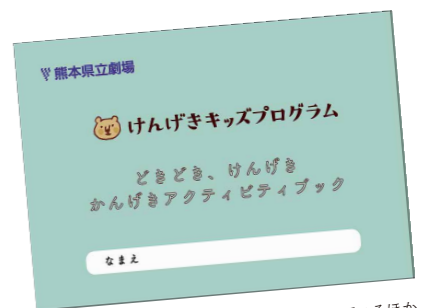 熊本県立劇場
けんげきキッズプログラム
どきどき、けんげき
かんげきアクティビティブック
なまえ